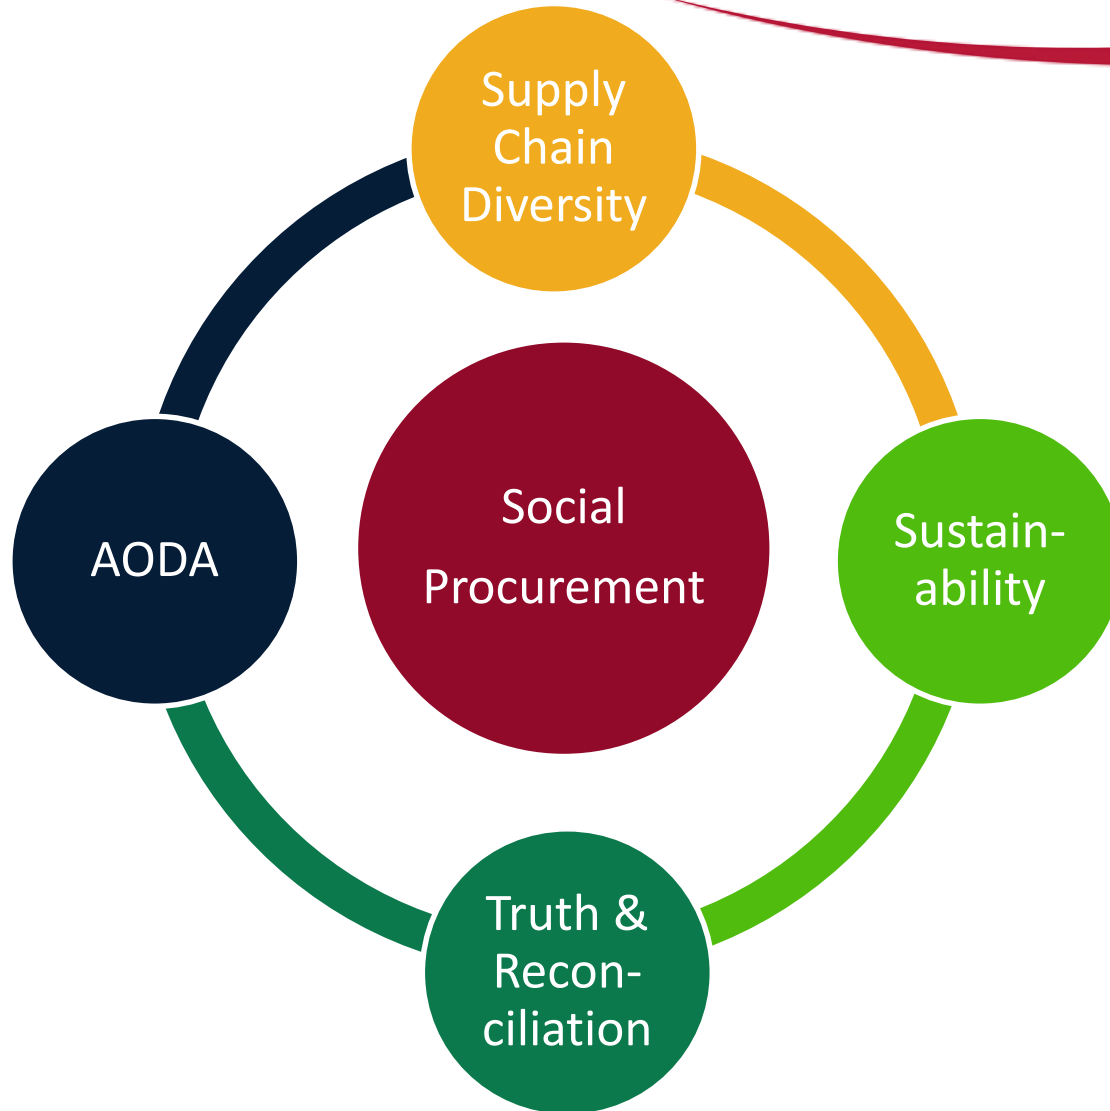 Supply
Chain
Diversity
AODA
Social
Procurement
Sustain-
ability
Truth &
Recon-
ciliation